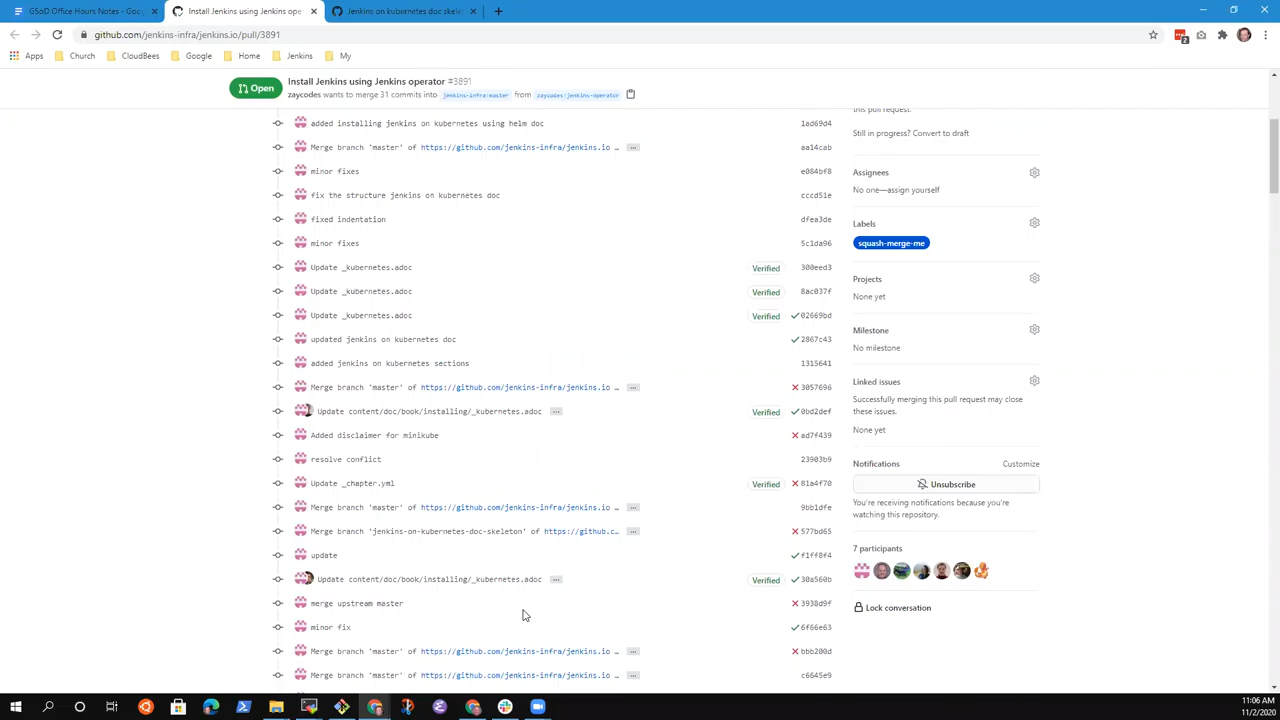 GSoD Office Hours Notes - Goog
Install Jenkins using Jenkins ope
Jenkins on kubernetes doc skele
github.com/jenkins-infra/jenkins.io/pull/3891
2
Apps
Church
CloudBees
Google
Home
Jenkins
My
Open
Install Jenkins using Jenkins operator #3891
zaycodes wants to merge 31 commits into jenkins-infra:master from zaycodes:jenkins-operator
this pull request.
Still in progress? Convert to draft
added installing jenkins on kubernetes using helm doc 1ad69d4
Merge branch 'master' of https://github.com/jenkins-infra/jenkins.io … ... aa14cab
minor fixes e084bf8
fix the structure jenkins on kubernetes doc cccd51e
fixed indentation dfea3de
minor fixes 5c1da96
Update _kubernetes.adoc Verified 300eed3
Update _kubernetes.adoc Verified 8ac037f
Update _kubernetes.adoc Verified 02669bd
updated jenkins on kubernetes doc 2867c43
added jenkins on kubernetes sections 1315641
Merge branch 'master' of https://github.com/jenkins-infra/jenkins.io … ... 3057696
Update content/doc/book/installing/_kubernetes.adoc ... Verified 0bd2def
Added disclaimer for minikube ad7f439
resolve conflict 23903b9
Update _chapter.yml Verified 81a4f70
Merge branch 'master' of https://github.com/jenkins-infra/jenkins.io … ... 9bb1dfe
Merge branch 'jenkins-on-kubernetes-doc-skeleton' of https://github.c… ... 577bd65
update f1ff8f4
Update content/doc/book/installing/_kubernetes.adoc ... Verified 30a560b
merge upstream master 3938d9f
minor fix 6f66e63
Merge branch 'master' of https://github.com/jenkins-infra/jenkins.io … ... bbb200d
Merge branch 'master' of https://github.com/jenkins-infra/jenkins.io … ... c6645e9
Assignees
No one—assign yourself
Labels
squash-merge-me
Projects
None yet
Milestone
No milestone
Linked issues
Successfully merging this pull request may close
these issues.
None yet
Notifications
Customize
Unsubscribe
You're receiving notifications because you're
watching this repository.
7 participants
Lock conversation
11:06 AM
11/2/2020